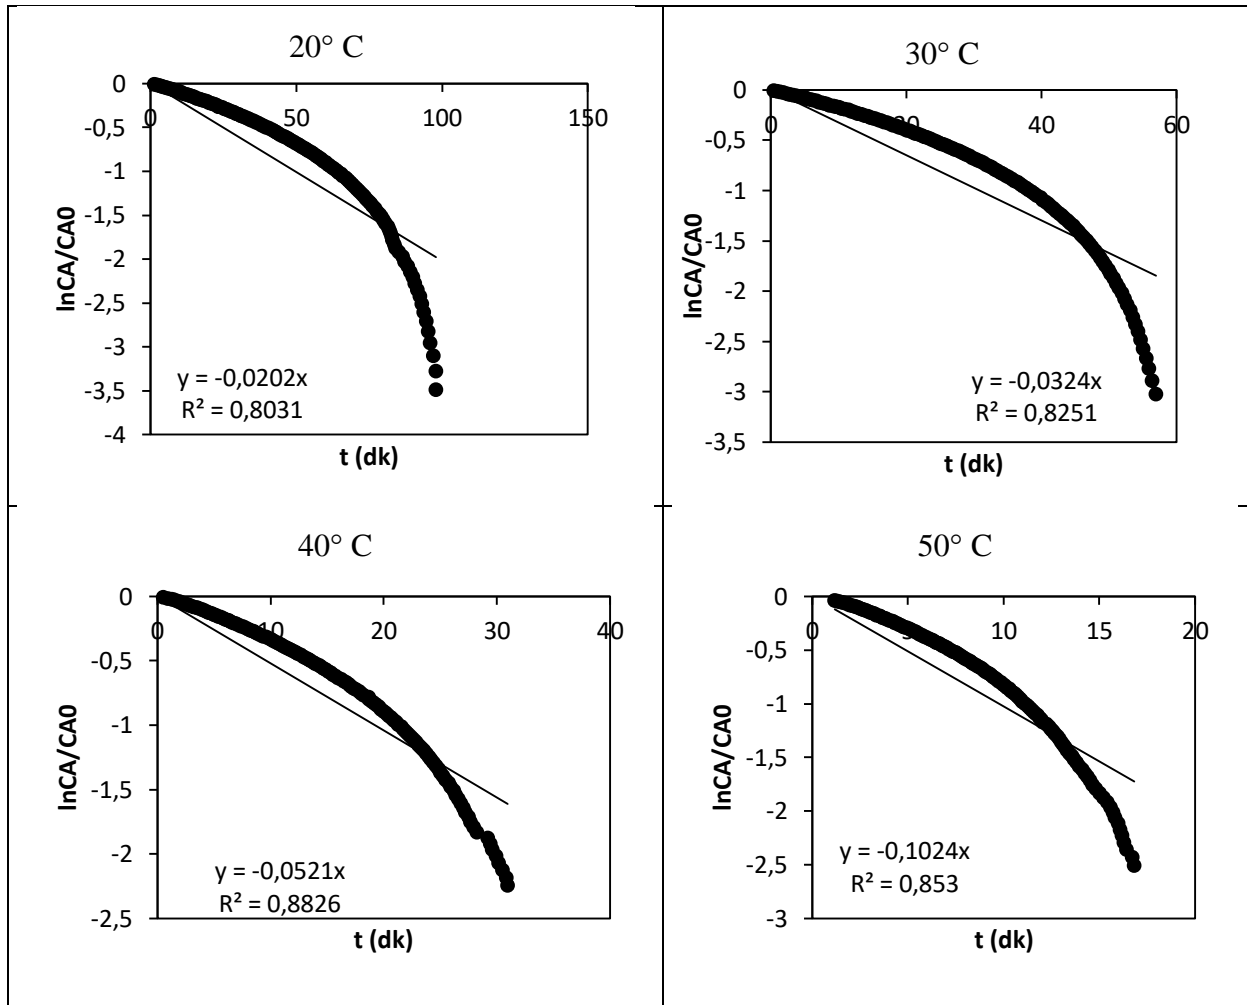 20° C
0
-0,5
-1
-1,5
-2
-2,5
-3
-3,5
-4
0
50
100
150
lnCA/CA0
y = -0,0202x
R² = 0,8031
t (dk)
30° C
0
-0,5
-1
-1,5
-2
-2,5
-3
-3,5
0
20
40
60
lnCA/CA0
y = -0,0324x
R² = 0,8251
t (dk)
40° C
0
-0,5
-1
-1,5
-2
-2,5
0
10
20
30
40
lnCA/CA0
y = -0,0521x
R² = 0,8826
t (dk)
50° C
0
-0,5
-1
-1,5
-2
-2,5
-3
0
5
10
15
20
lnCA/CA0
y = -0,1024x
R² = 0,853
t (dk)